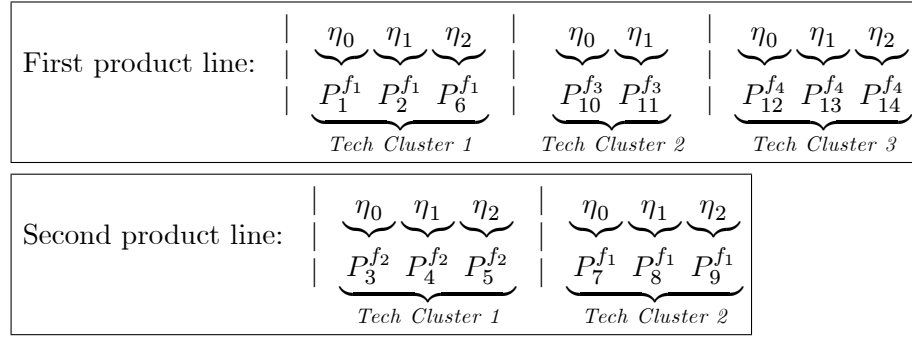 | η₀ η₁ η₂ | η₀ η₁ | η₀ η₁ η₂
First product line: |
| P₁^{f₁} P₂^{f₁} P₆^{f₁} | P₁₀^{f₃} P₁₁^{f₃} | P₁₂^{f₄} P₁₃^{f₄} P₁₄^{f₄}
Tech Cluster 1 Tech Cluster 2 Tech Cluster 3
| η₀ η₁ η₂ | η₀ η₁ η₂
Second product line: |
| P₃^{f₂} P₄^{f₂} P₅^{f₂} | P₇^{f₁} P₈^{f₁} P₉^{f₁}
Tech Cluster 1 Tech Cluster 2